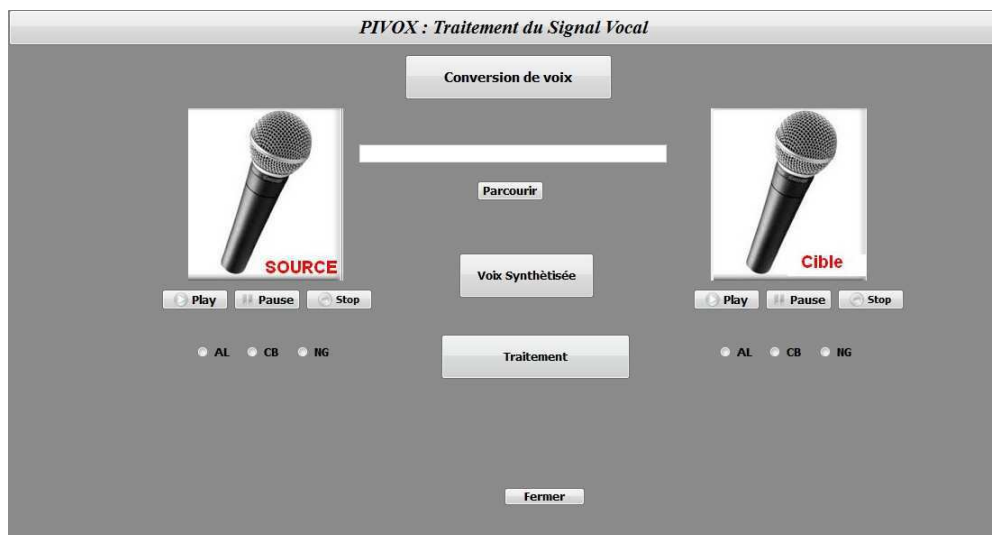 PIVOX : Traitement du Signal Vocal
Conversion de voix
Parcourir
SOURCE
Cible
Voix Synthètisée
Play Pause Stop
Play Pause Stop
AL CB NG
Traitement
AL CB NG
Fermer